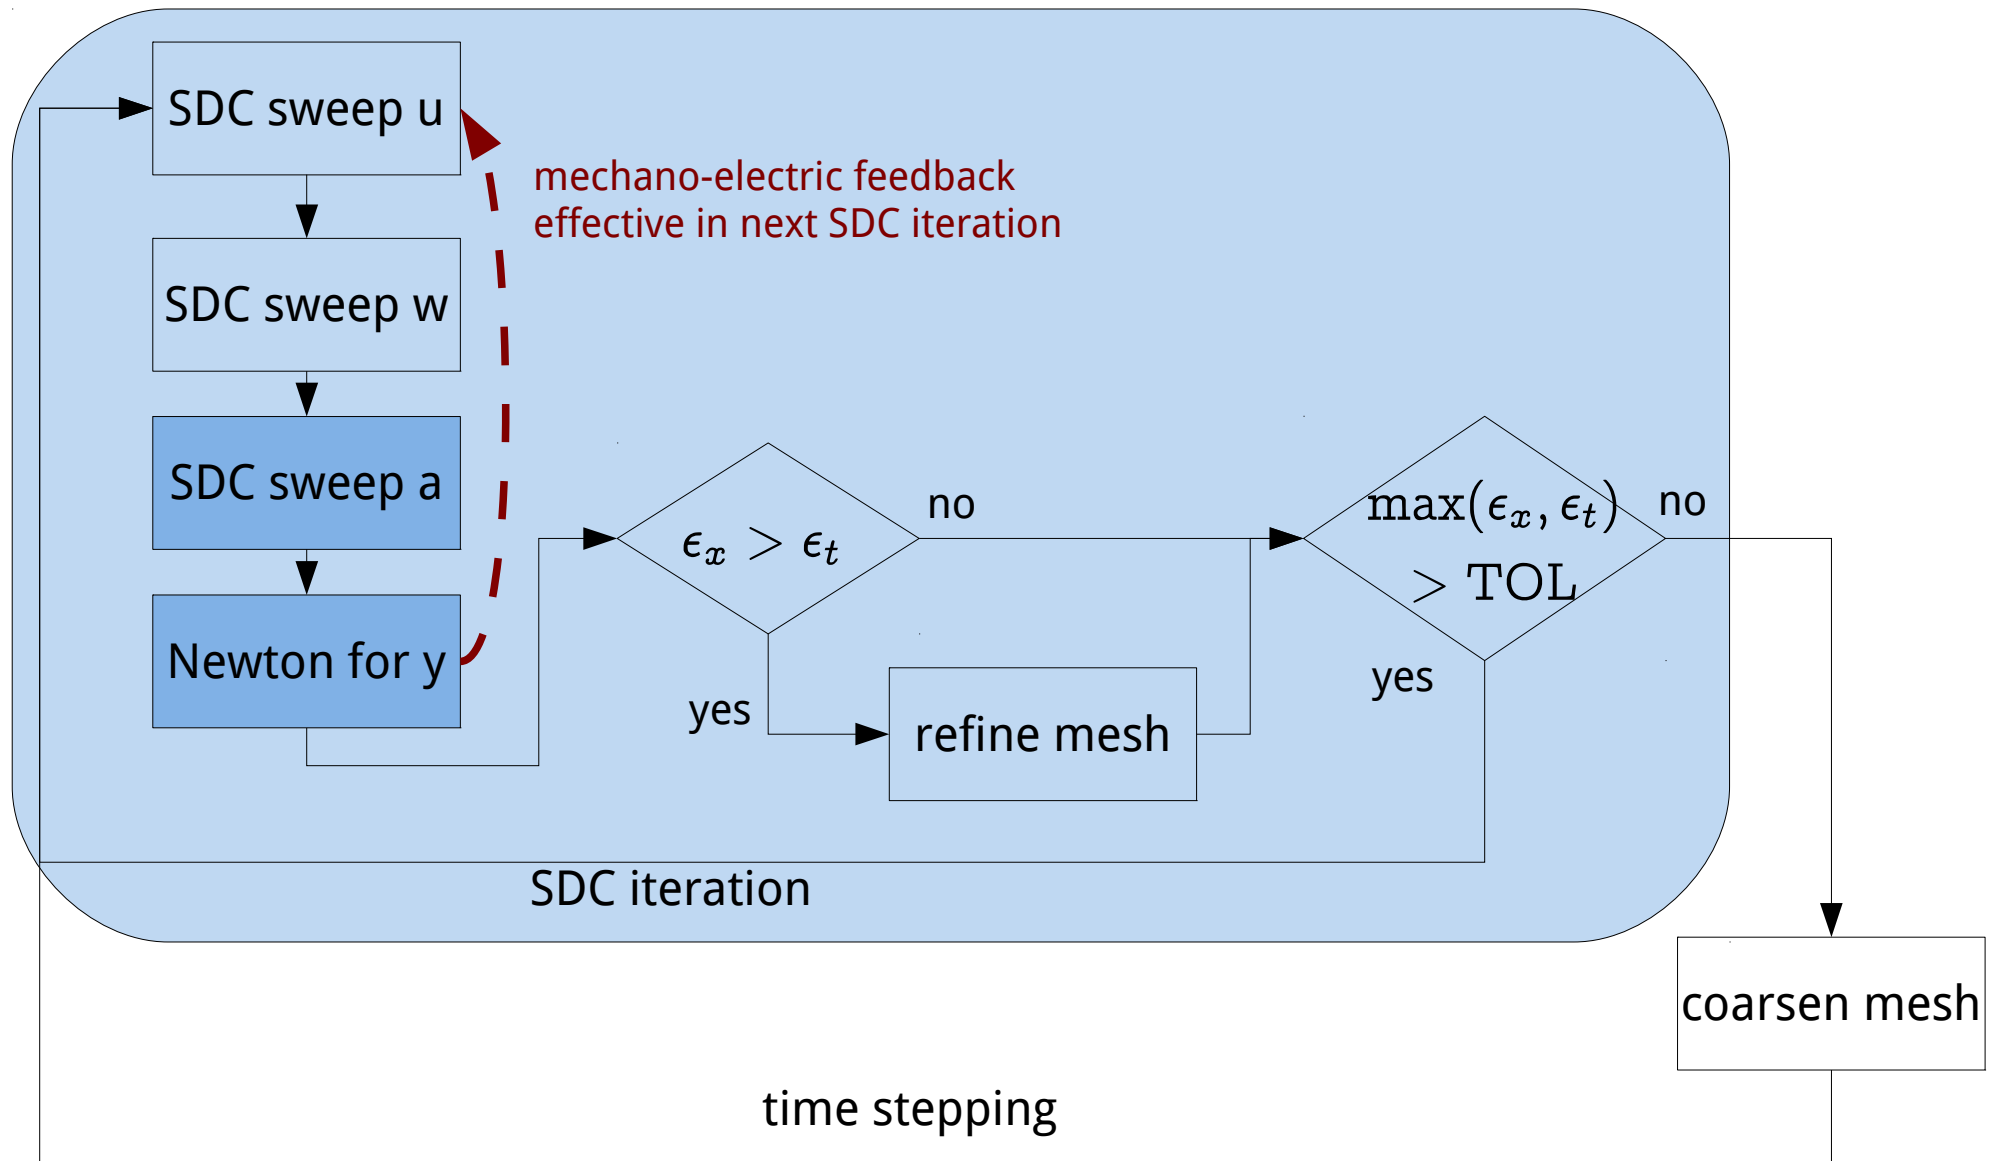 SDC sweep u
mechano-electric feedback
effective in next SDC iteration
SDC sweep w
SDC sweep a
Newton for y
ϵx > ϵt
no
yes
refine mesh
max(ϵx, ϵt)
> TOL
no
yes
SDC iteration
coarsen mesh
time stepping